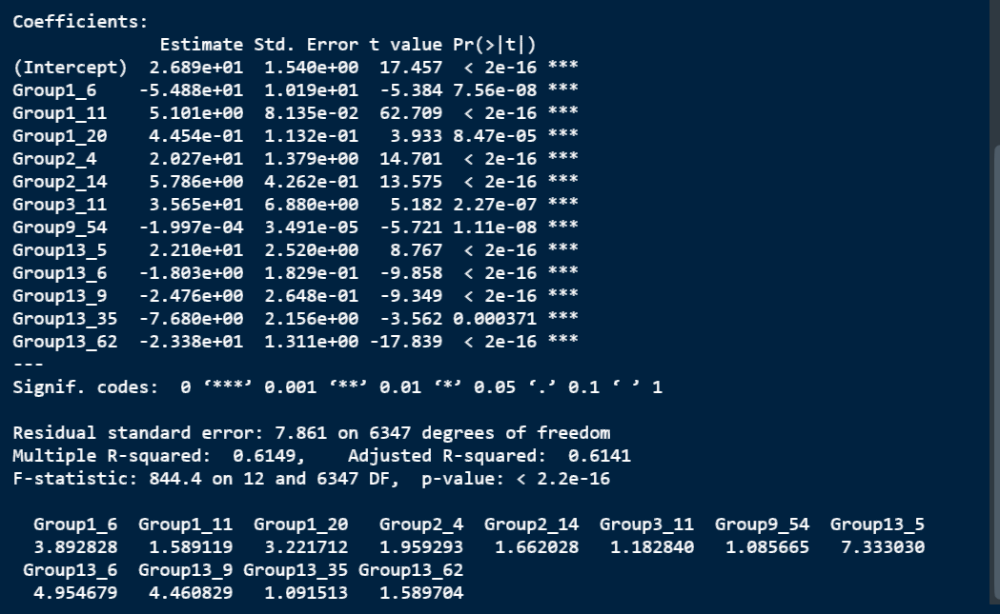 Coefficients:
              Estimate Std. Error t value Pr(>|t|)
(Intercept)  2.689e+01  1.540e+00  17.457  < 2e-16 ***
Group1_6    -5.488e+01  1.019e+01  -5.384 7.56e-08 ***
Group1_11    5.101e+00  8.135e-02  62.709  < 2e-16 ***
Group1_20    4.454e-01  1.132e-01   3.933 8.47e-05 ***
Group2_4     2.027e+01  1.379e+00  14.701  < 2e-16 ***
Group2_14    5.786e+00  4.262e-01  13.575  < 2e-16 ***
Group3_11    3.565e+01  6.880e+00   5.182 2.27e-07 ***
Group9_54   -1.997e-04  3.491e-05  -5.721 1.11e-08 ***
Group13_5    2.210e+01  2.520e+00   8.767  < 2e-16 ***
Group13_6   -1.803e+00  1.829e-01  -9.858  < 2e-16 ***
Group13_9   -2.476e+00  2.648e-01  -9.349  < 2e-16 ***
Group13_35  -7.680e+00  2.156e+00  -3.562 0.000371 ***
Group13_62  -2.338e+01  1.311e+00 -17.839  < 2e-16 ***
---
Signif. codes:  0 ‘***’ 0.001 ‘**’ 0.01 ‘*’ 0.05 ‘.’ 0.1 ‘ ’ 1
Residual standard error: 7.861 on 6347 degrees of freedom
Multiple R-squared:  0.6149,    Adjusted R-squared:  0.6141
F-statistic: 844.4 on 12 and 6347 DF,  p-value: < 2.2e-16
  Group1_6  Group1_11  Group1_20   Group2_4  Group2_14  Group3_11  Group9_54  Group13_5
  3.892828   1.589119   3.221712   1.959293   1.662028   1.182840   1.085665   7.333030
 Group13_6  Group13_9 Group13_35 Group13_62
  4.954679   4.460829   1.091513   1.589704